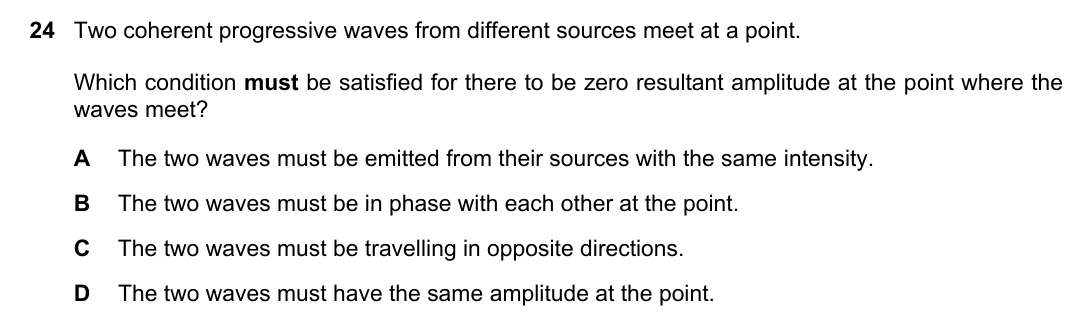 24 Two coherent progressive waves from different sources meet at a point.
Which condition must be satisfied for there to be zero resultant amplitude at the point where the
waves meet?
A The two waves must be emitted from their sources with the same intensity.
B The two waves must be in phase with each other at the point.
C The two waves must be travelling in opposite directions.
D The two waves must have the same amplitude at the point.